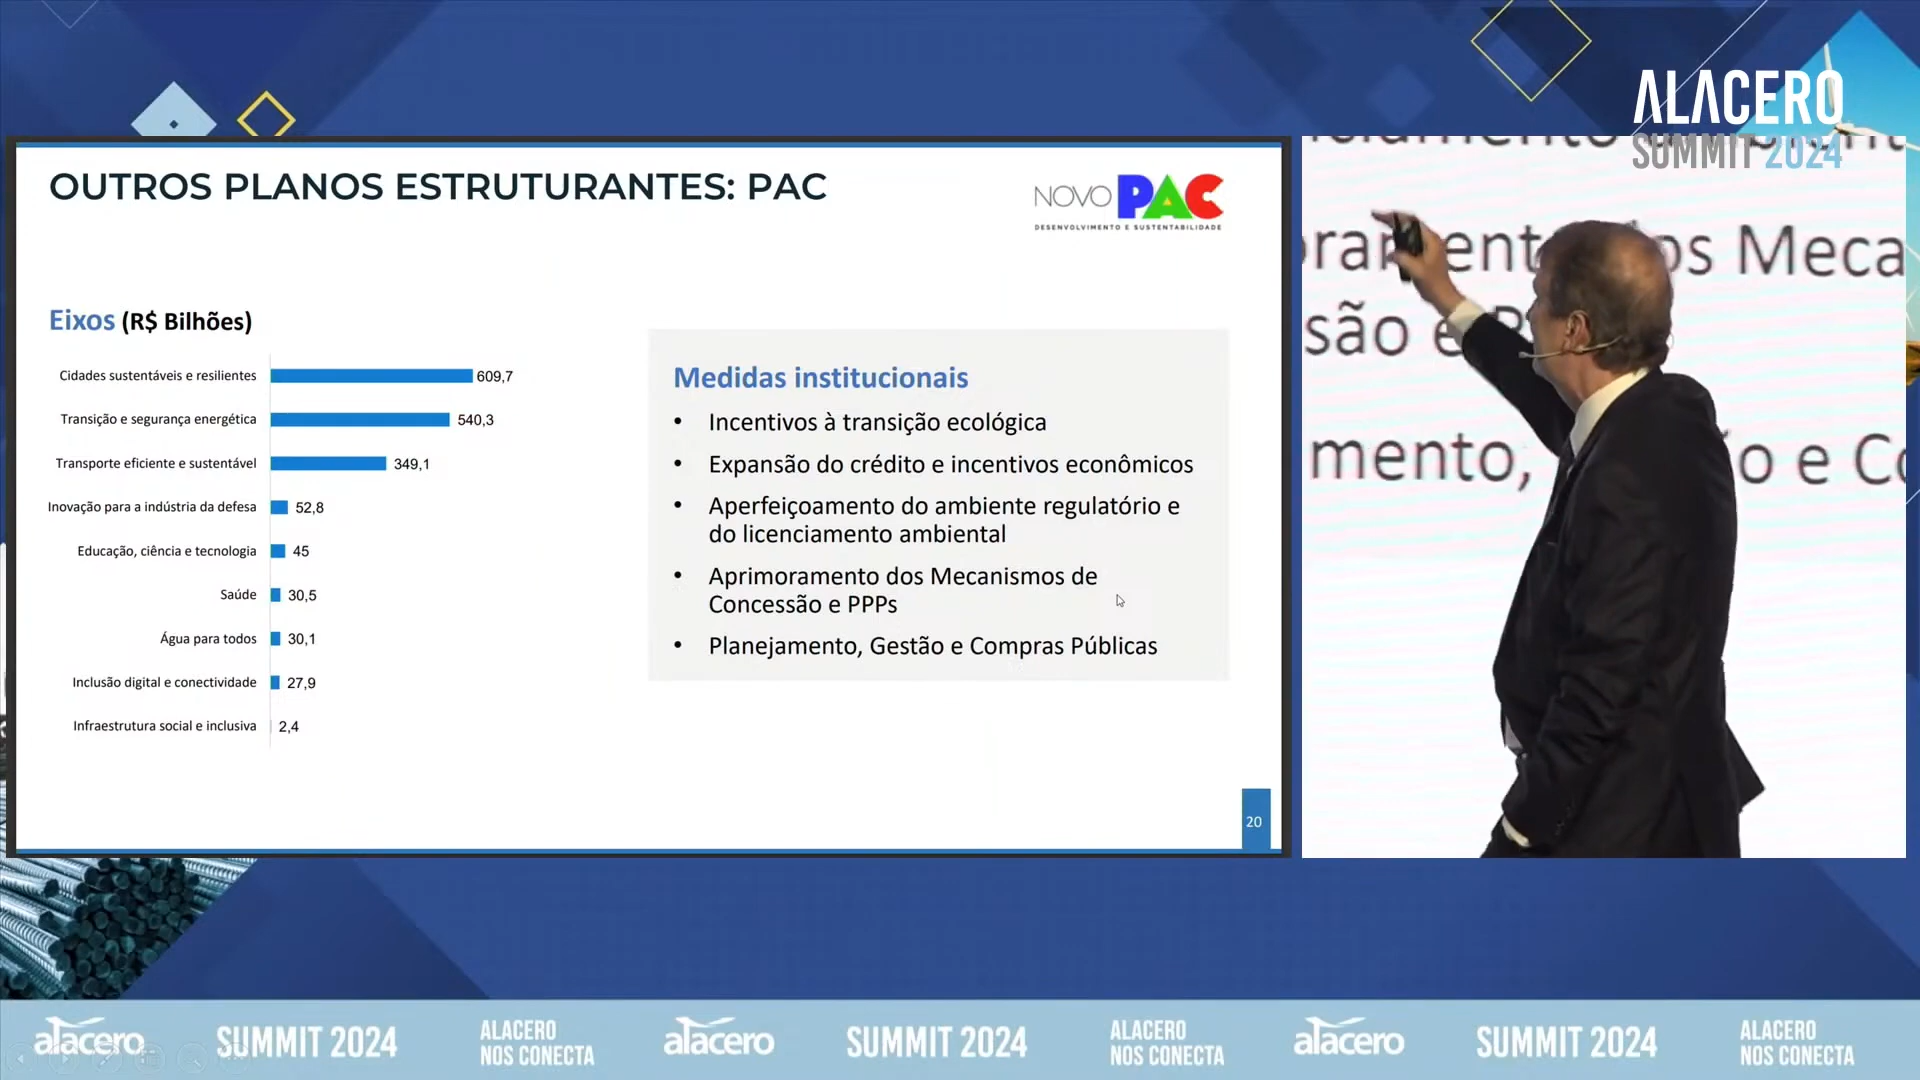 ALACERO
SUMMIT 2024
OUTROS PLANOS ESTRUTURANTES: PAC
NOVO PAC
DESENVOLVIMENTO E SUSTENTABILIDADE
Eixos (R$ Bilhões)
Cidades sustentáveis e resilientes 609,7
Transição e segurança energética 540,3
Transporte eficiente e sustentável 349,1
Inovação para a indústria da defesa 52,8
Educação, ciência e tecnologia 45
Saúde 30,5
Água para todos 30,1
Inclusão digital e conectividade 27,9
Infraestrutura social e inclusiva 2,4
Medidas institucionais
• Incentivos à transição ecológica
• Expansão do crédito e incentivos econômicos
• Aperfeiçoamento do ambiente regulatório e
do licenciamento ambiental
• Aprimoramento dos Mecanismos de
Concessão e PPPs
• Planejamento, Gestão e Compras Públicas
20
os Meca
são e P
mento, o e Co
alacero SUMMIT 2024 ALACERO NOS CONECTA alacero SUMMIT 2024 ALACERO NOS CONECTA alacero SUMMIT 2024 ALACERO NOS CONECTA